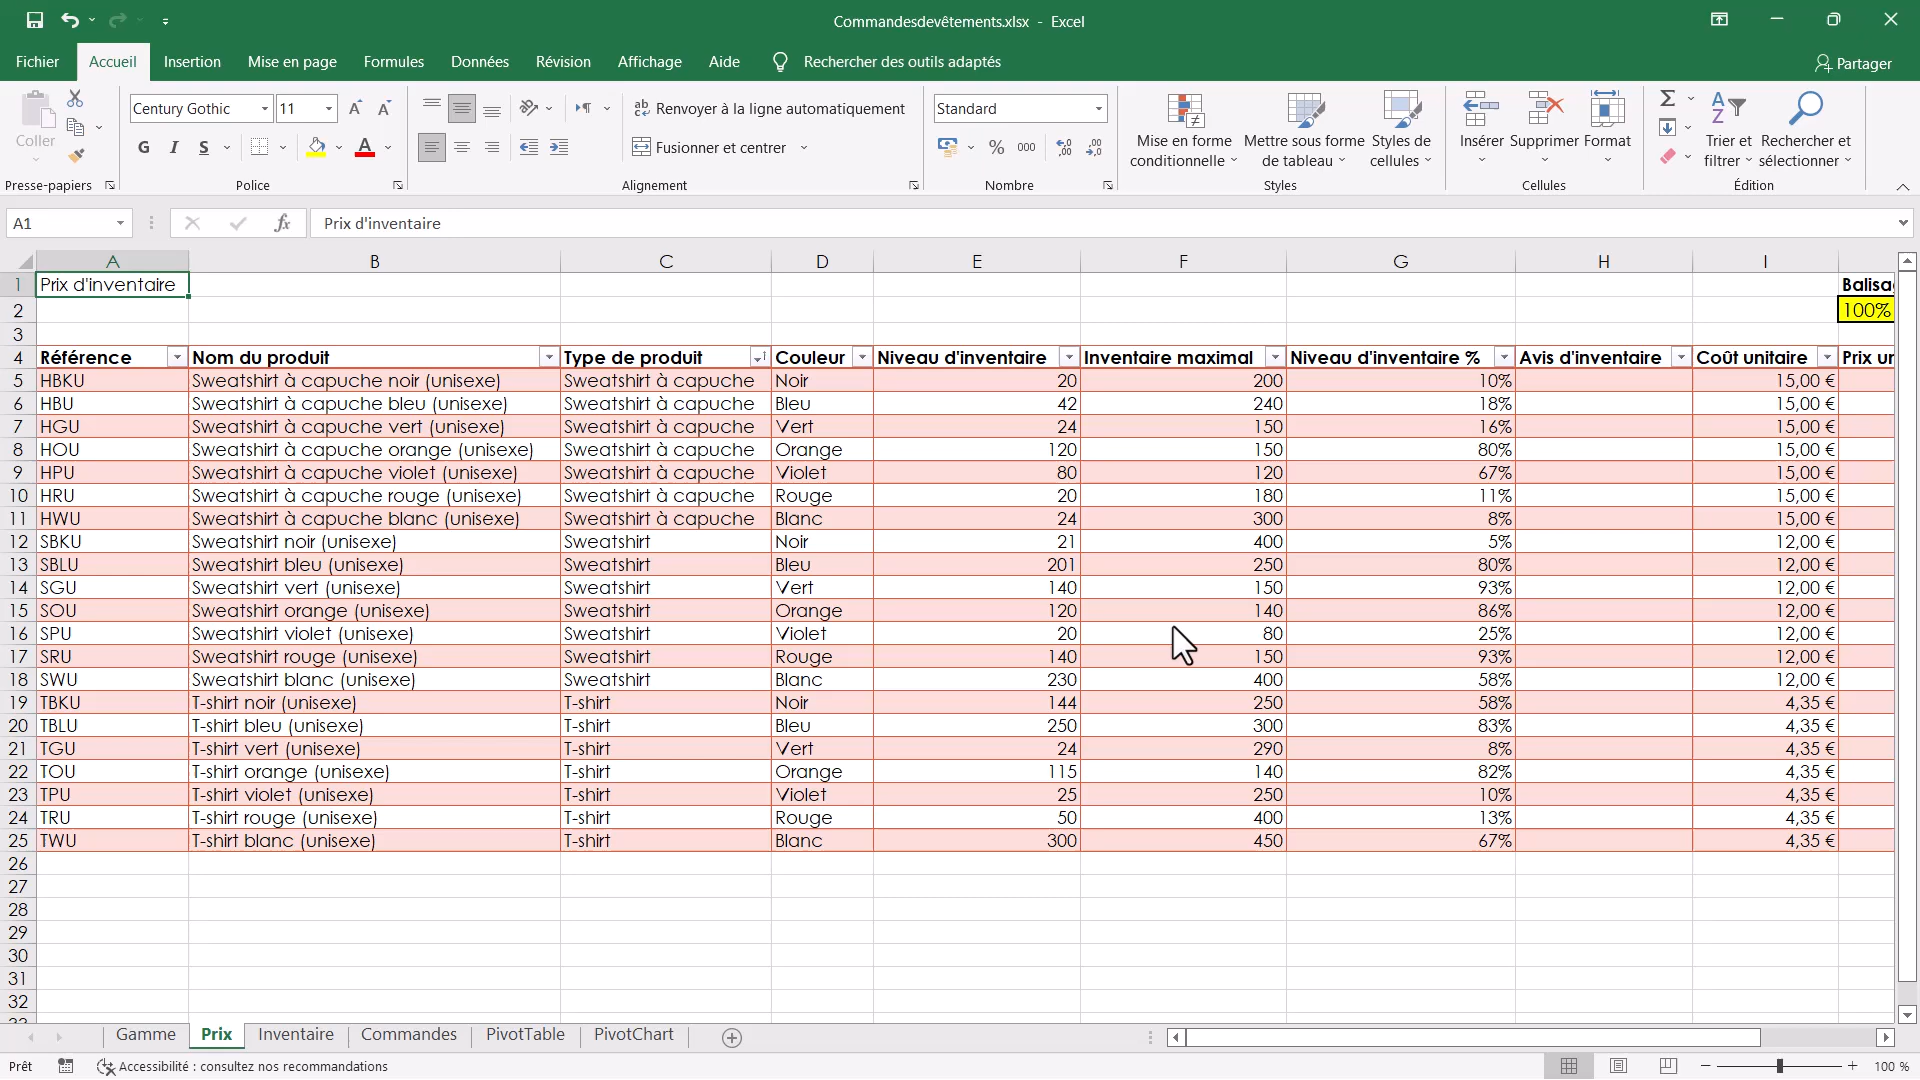 Commandesdevêtements.xlsx - Excel
Fichier Accueil Insertion Mise en page Formules Données Révision Affichage Aide Rechercher des outils adaptés Partager
Coller
Century Gothic 11
G I S A
Renvoyer à la ligne automatiquement
Fusionner et centrer
Standard
% 000
Mise en forme conditionnelle
Mettre sous forme de tableau
Styles de cellules
Insérer Supprimer Format
Trier et filtrer
Rechercher et sélectionner
Presse-papiers Police Alignement Nombre Styles Cellules Édition
A1 fx Prix d'inventaire
A B C D E F G H I
1 Prix d'inventaire
2 100%
3
4 Référence Nom du produit Type de produit Couleur Niveau d'inventaire Inventaire maximal Niveau d'inventaire % Avis d'inventaire Coût unitaire Prix
5 HBKU Sweatshirt à capuche noir (unisexe) Sweatshirt à capuche Noir 20 200 10% 15,00 €
6 HBU Sweatshirt à capuche bleu (unisexe) Sweatshirt à capuche Bleu 42 240 18% 15,00 €
7 HGU Sweatshirt à capuche vert (unisexe) Sweatshirt à capuche Vert 24 150 16% 15,00 €
8 HOU Sweatshirt à capuche orange (unisexe) Sweatshirt à capuche Orange 120 150 80% 15,00 €
9 HPU Sweatshirt à capuche violet (unisexe) Sweatshirt à capuche Violet 80 120 67% 15,00 €
10 HRU Sweatshirt à capuche rouge (unisexe) Sweatshirt à capuche Rouge 20 180 11% 15,00 €
11 HWU Sweatshirt à capuche blanc (unisexe) Sweatshirt à capuche Blanc 24 300 8% 15,00 €
12 SBKU Sweatshirt noir (unisexe) Sweatshirt Noir 21 400 5% 12,00 €
13 SBLU Sweatshirt bleu (unisexe) Sweatshirt Bleu 201 250 80% 12,00 €
14 SGU Sweatshirt vert (unisexe) Sweatshirt Vert 140 150 93% 12,00 €
15 SOU Sweatshirt orange (unisexe) Sweatshirt Orange 120 140 86% 12,00 €
16 SPU Sweatshirt violet (unisexe) Sweatshirt Violet 20 80 25% 12,00 €
17 SRU Sweatshirt rouge (unisexe) Sweatshirt Rouge 140 150 93% 12,00 €
18 SWU Sweatshirt blanc (unisexe) Sweatshirt Blanc 230 400 58% 12,00 €
19 TBKU T-shirt noir (unisexe) T-shirt Noir 144 250 58% 4,35 €
20 TBLU T-shirt bleu (unisexe) T-shirt Bleu 250 300 83% 4,35 €
21 TGU T-shirt vert (unisexe) T-shirt Vert 24 290 8% 4,35 €
22 TOU T-shirt orange (unisexe) T-shirt Orange 115 140 82% 4,35 €
23 TPU T-shirt violet (unisexe) T-shirt Violet 25 250 10% 4,35 €
24 TRU T-shirt rouge (unisexe) T-shirt Rouge 50 400 13% 4,35 €
25 TWU T-shirt blanc (unisexe) T-shirt Blanc 300 450 67% 4,35 €
26
27
28
29
30
31
32
Gamme Prix Inventaire Commandes PivotTable PivotChart
Prêt Accessibilité : consultez nos recommandations 100 %